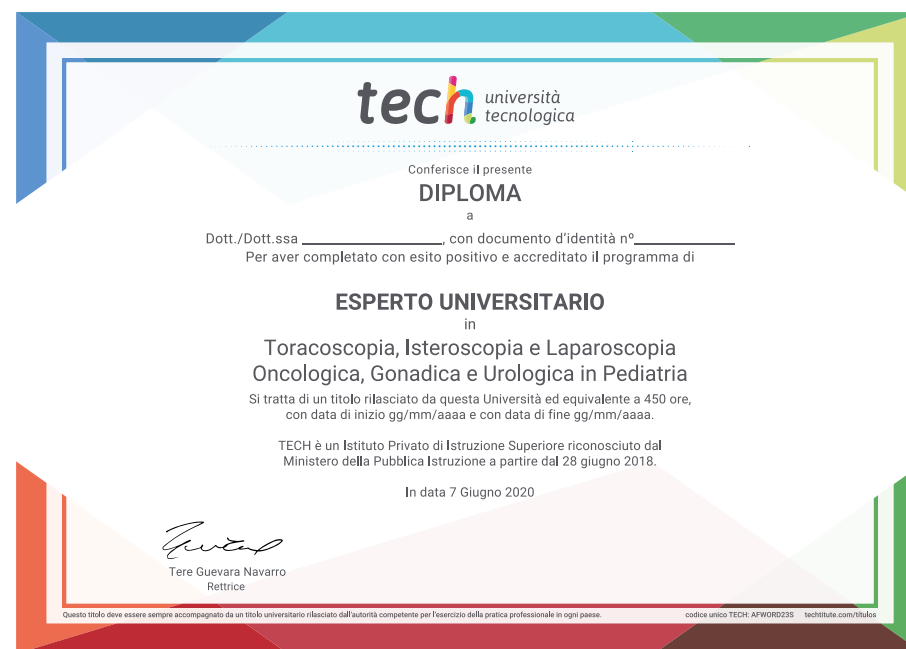 tech università
tecnologica
Conferisce il presente
DIPLOMA
a
Dott./Dott.ssa ____________________, con documento d'identità nº______________
Per aver completato con esito positivo e accreditato il programma di
ESPERTO UNIVERSITARIO
in
Toracoscopia, Isteroscopia e Laparoscopia
Oncologica, Gonadica e Urologica in Pediatria
Si tratta di un titolo rilasciato da questa Università ed equivalente a 450 ore,
con data di inizio gg/mm/aaaa e con data di fine gg/mm/aaaa.
TECH è un Istituto Privato di Istruzione Superiore riconosciuto dal
Ministero della Pubblica Istruzione a partire dal 28 giugno 2018.
In data 7 Giugno 2020
Tere Guevara Navarro
Rettrice
Questo titolo deve essere sempre accompagnato da un titolo universitario rilasciato dall'autorità competente per l'esercizio della pratica professionale in ogni paese. codice unico TECH: AFWORD23S techtitute.com/titulos